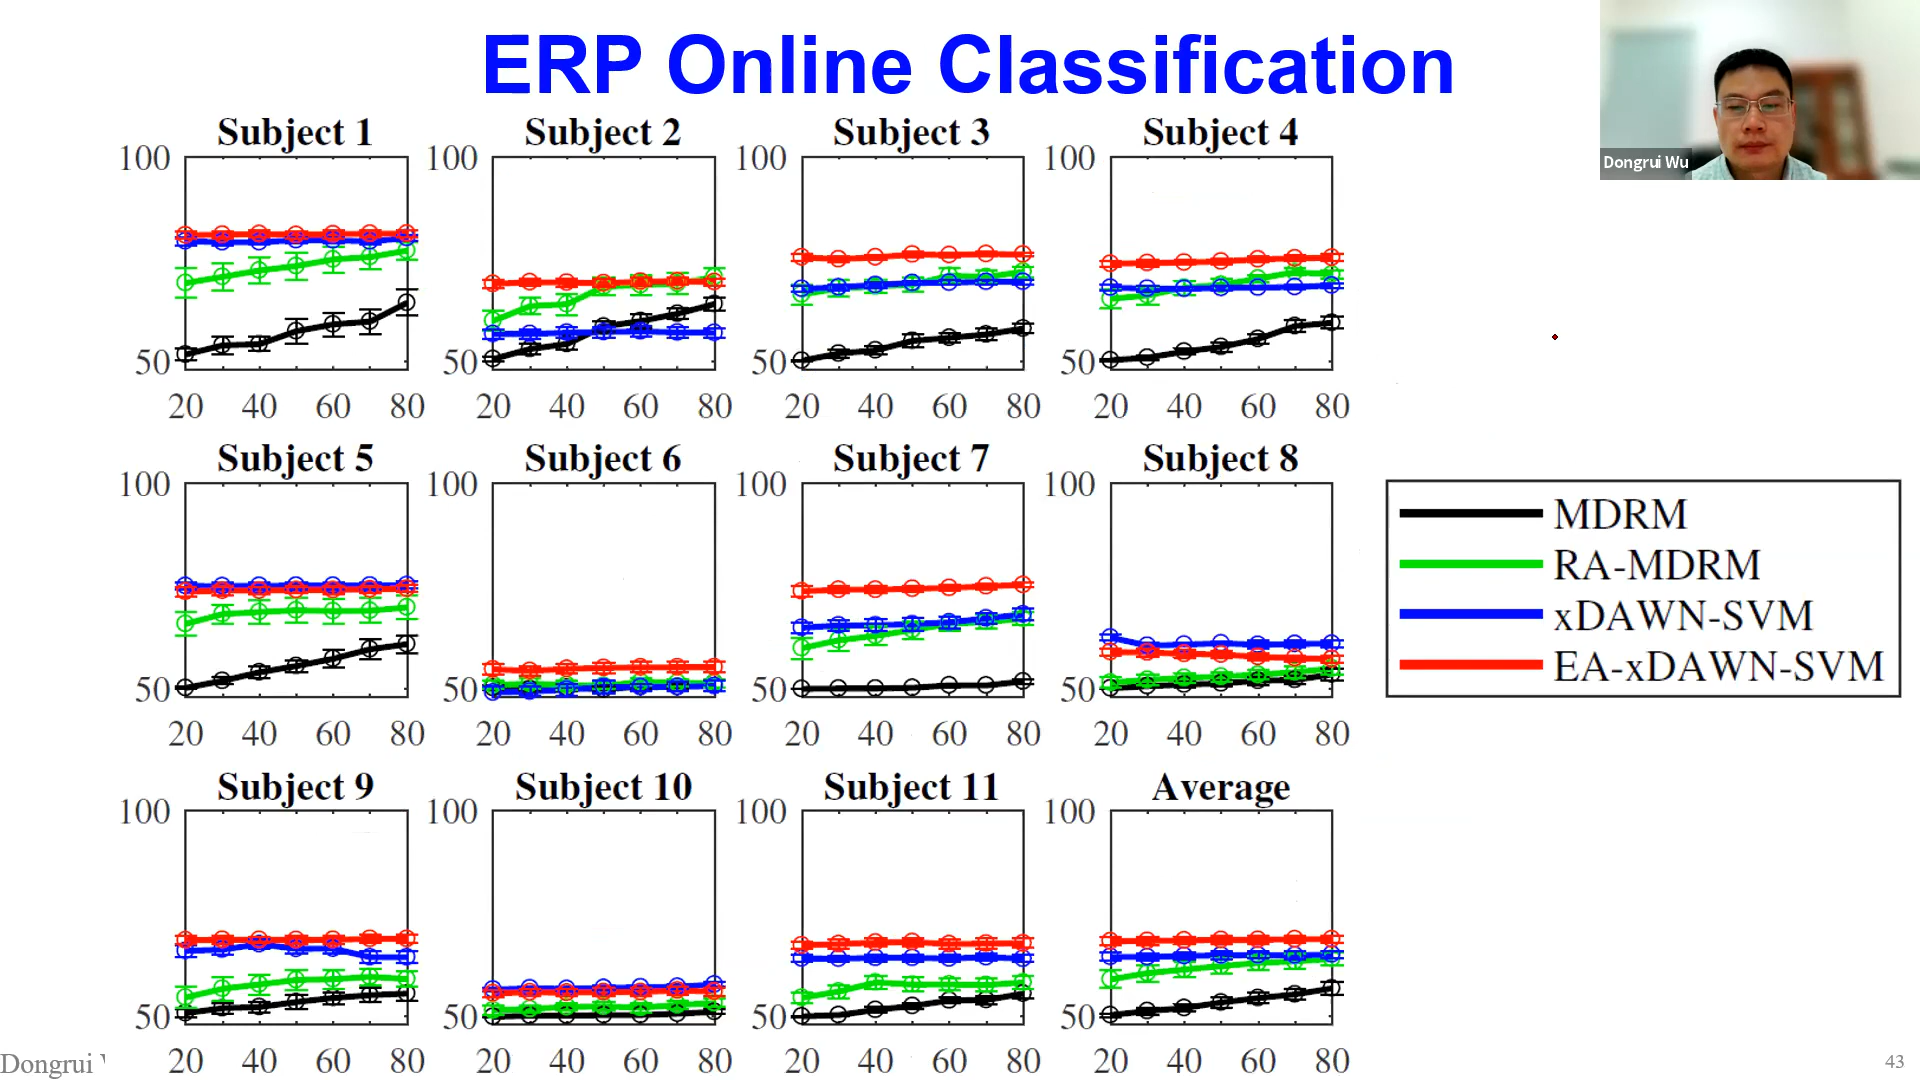 ERP Online Classification
Dongrui Wu
Subject 1
Subject 2
Subject 3
Subject 4
100
100
100
100
50
50
50
50
20 40 60 80
20 40 60 80
20 40 60 80
20 40 60 80
Subject 5
Subject 6
Subject 7
Subject 8
100
100
100
100
50
50
50
50
20 40 60 80
20 40 60 80
20 40 60 80
20 40 60 80
MDRM
RA-MDRM
xDAWN-SVM
EA-xDAWN-SVM
Subject 9
Subject 10
Subject 11
Average
100
100
100
100
50
50
50
50
20 40 60 80
20 40 60 80
20 40 60 80
20 40 60 80
Dongrui
43